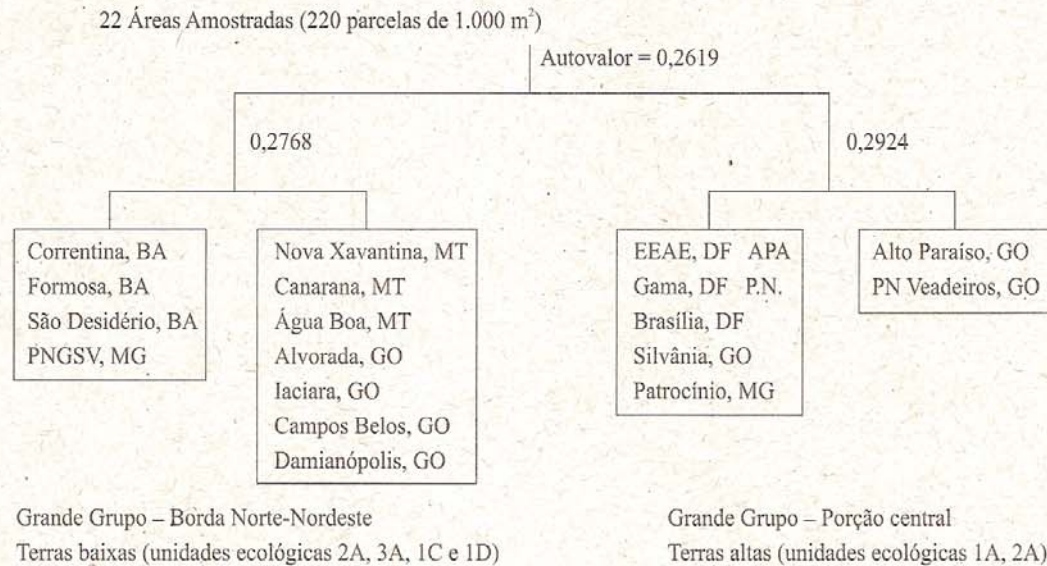 22 Áreas Amostradas (220 parcelas de 1.000 m²)
Autovalor = 0,2619
0,2768
0,2924
Correntina, BA
Formosa, BA
São Desidério, BA
PNGSV, MG
Nova Xavantina, MT
Canarana, MT
Água Boa, MT
Alvorada, GO
Iaciara, GO
Campos Belos, GO
Damianópolis, GO
EEAE, DF APA
Gama, DF P.N.
Brasília, DF
Silvânia, GO
Patrocínio, MG
Alto Paraíso, GO
PN Veadeiros, GO
Grande Grupo – Borda Norte-Nordeste
Terras baixas (unidades ecológicas 2A, 3A, 1C e 1D)
Grande Grupo – Porção central
Terras altas (unidades ecológicas 1A, 2A)